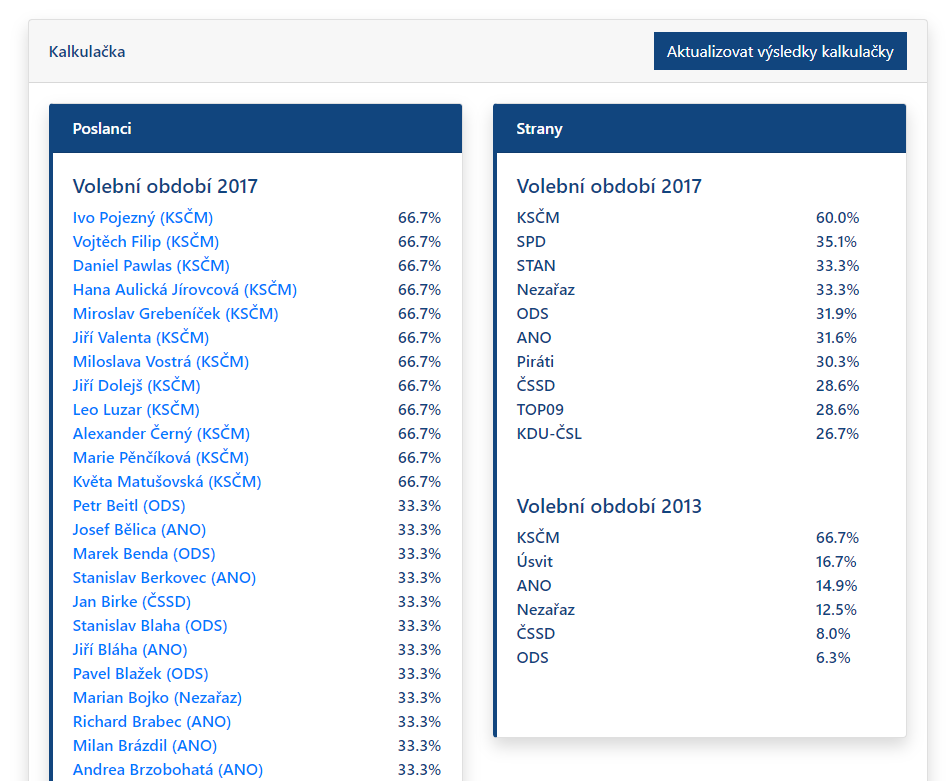 Kalkulačka
Aktualizovat výsledky kalkulačky
Poslanci
Volební období 2017
Ivo Pojezný (KSČM) 66.7%
Vojtěch Filip (KSČM) 66.7%
Daniel Pawlas (KSČM) 66.7%
Hana Aulická Jírovcová (KSČM) 66.7%
Miroslav Grebeníček (KSČM) 66.7%
Jiří Valenta (KSČM) 66.7%
Miloslava Vostrá (KSČM) 66.7%
Jiří Dolejš (KSČM) 66.7%
Leo Luzar (KSČM) 66.7%
Alexander Černý (KSČM) 66.7%
Marie Pěnčíková (KSČM) 66.7%
Květa Matušovská (KSČM) 66.7%
Petr Beitl (ODS) 33.3%
Josef Bělica (ANO) 33.3%
Marek Benda (ODS) 33.3%
Stanislav Berkovec (ANO) 33.3%
Jan Birke (ČSSD) 33.3%
Stanislav Blaha (ODS) 33.3%
Jiří Bláha (ANO) 33.3%
Pavel Blažek (ODS) 33.3%
Marian Bojko (Nezařaz) 33.3%
Richard Brabec (ANO) 33.3%
Milan Brázdil (ANO) 33.3%
Andrea Brzobohatá (ANO) 33.3%
Strany
Volební období 2017
KSČM 60.0%
SPD 35.1%
STAN 33.3%
Nezařaz 33.3%
ODS 31.9%
ANO 31.6%
Piráti 30.3%
ČSSD 28.6%
TOP09 28.6%
KDU-ČSL 26.7%
Volební období 2013
KSČM 66.7%
Úsvit 16.7%
ANO 14.9%
Nezařaz 12.5%
ČSSD 8.0%
ODS 6.3%